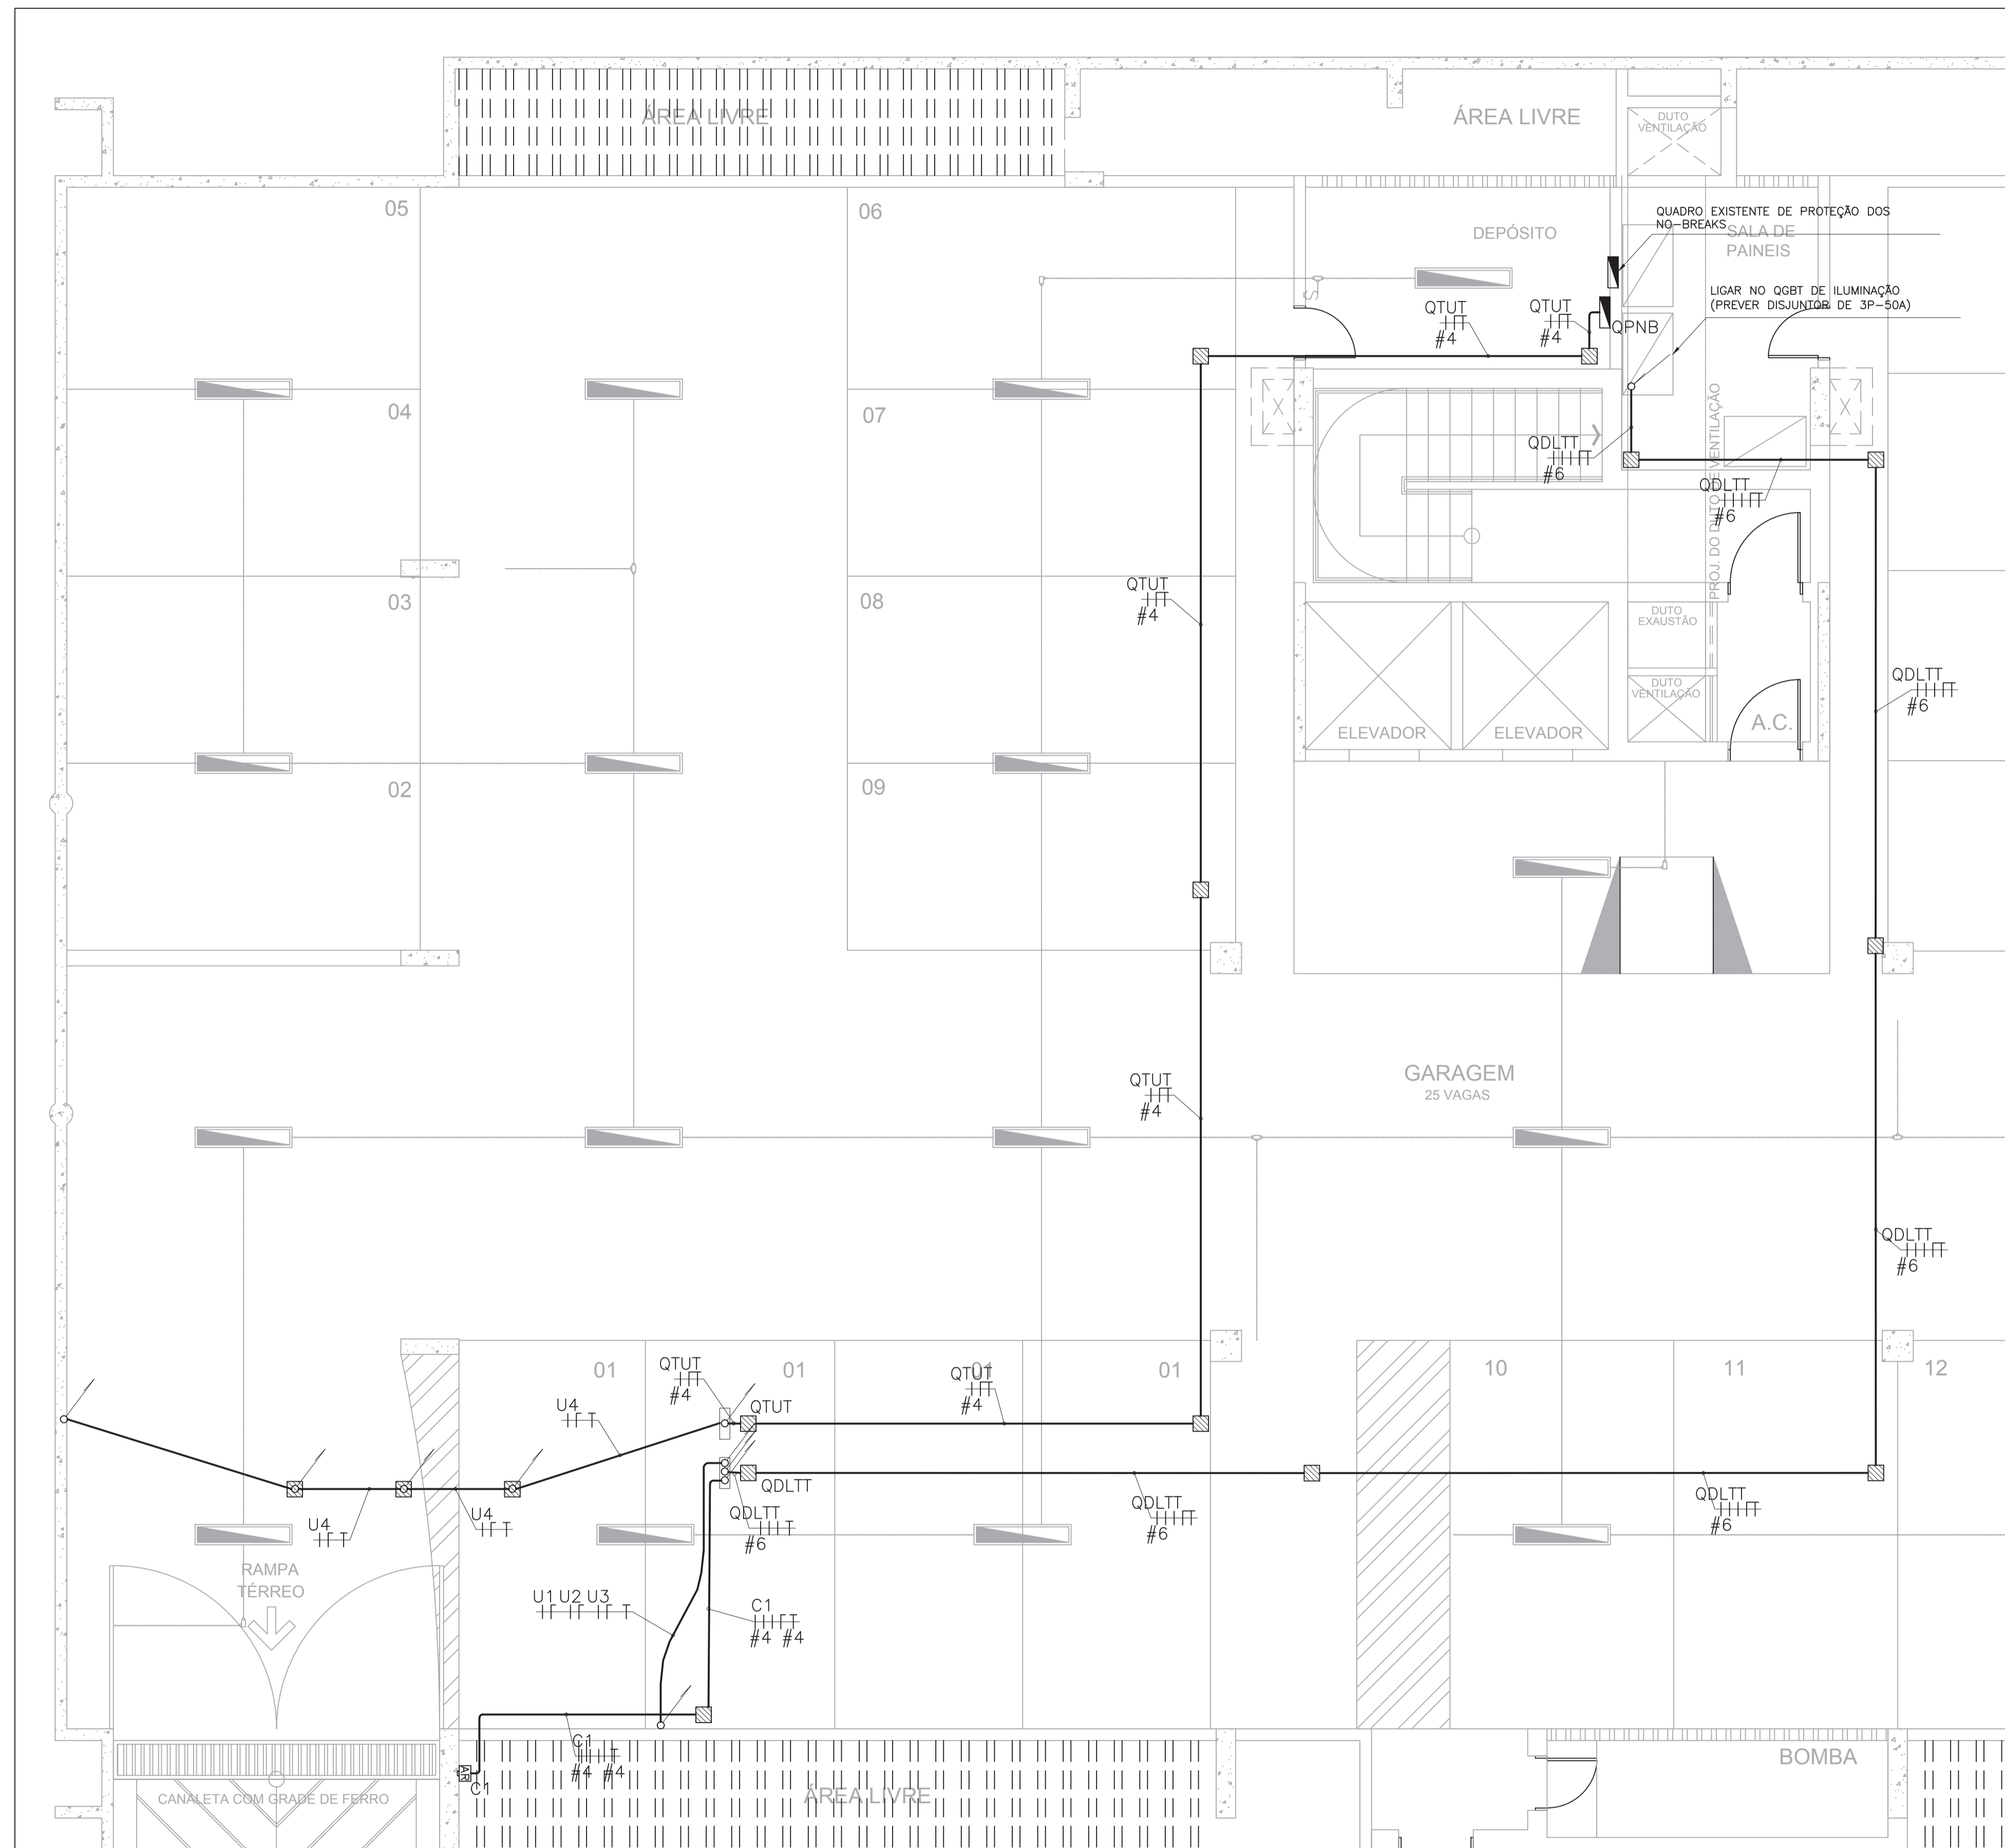 ÁREA LIVRE
ÁREA LIVRE
DUTO
VENTILAÇÃO
05
06
DEPÓSITO
QUADRO EXISTENTE DE PROTEÇÃO DOS
NO-BREAKS
SALA DE
PAINEIS
LIGAR NO QGBT DE ILUMINAÇÃO
(PREVER DISJUNTOR DE 3P-50A)
S
QTUT
#4
QTUT
#4
QPNB
04
07
QDLTT
#6
QDLTT
#6
PROJ. DO DUTO DE VENTILAÇÃO
03
08
QTUT
#4
DUTO
EXAUSTÃO
DUTO
VENTILAÇÃO
QDLTT
#6
A.C.
ELEVADOR
ELEVADOR
02
09
GARAGEM
25 VAGAS
QTUT
#4
QDLTT
#6
01
01
01
01
10
11
12
QTUT
#4
QTUT
#4
QTUT
U4
QDLTT
QDLTT
#6
QDLTT
#6
QDLTT
#6
U4
U4
RAMPA
TÉRREO
U1 U2 U3
C1
#4 #4
C1
#4 #4
AR
C1
CANALETA COM GRADE DE FERRO
ÁREA LIVRE
BOMBA